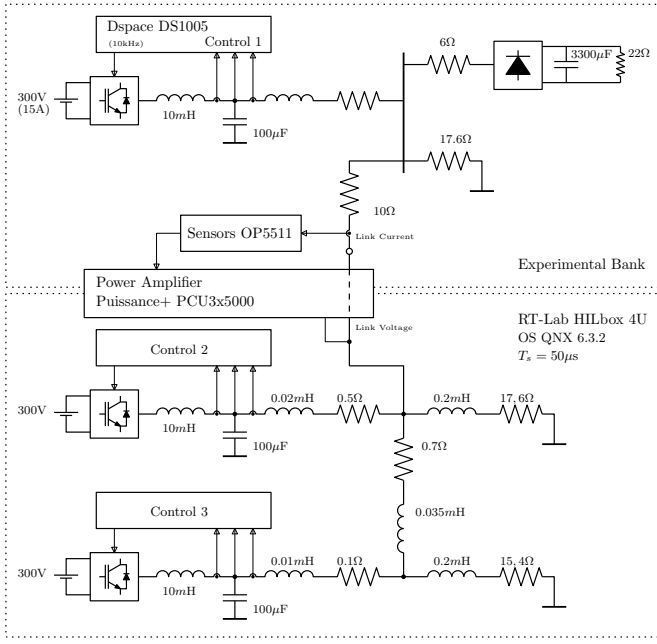 Dspace DS1005
(10kHz)
Control 1
300V
(15A)
10mH
100μF
6Ω
3300μF
22Ω
17.6Ω
10Ω
Sensors OP5511
Link Current
Power Amplifier
Puissance+ PCU3x5000
Experimental Bank
Link Voltage
RT-Lab HILbox 4U
OS QNX 6.3.2
Ts = 50μs
Control 2
300V
10mH
100μF
0.02mH
0.5Ω
0.2mH
17,6Ω
0.7Ω
0.035mH
Control 3
300V
10mH
100μF
0.01mH
0.1Ω
0.2mH
15,4Ω